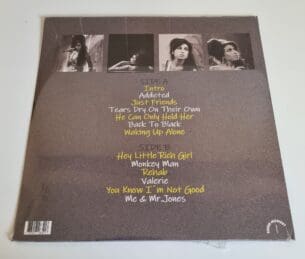 SIDE A
Intro
Addicted
Just Friends
Tears Dry On Their Own
He Can Only Hold Her
Back To Black
Waking Up Alone
SIDE B
Hey Little Rich Girl
Monkey Man
Rehab
Valerie
You Know I´m Not Good
Me & Mr.Jones